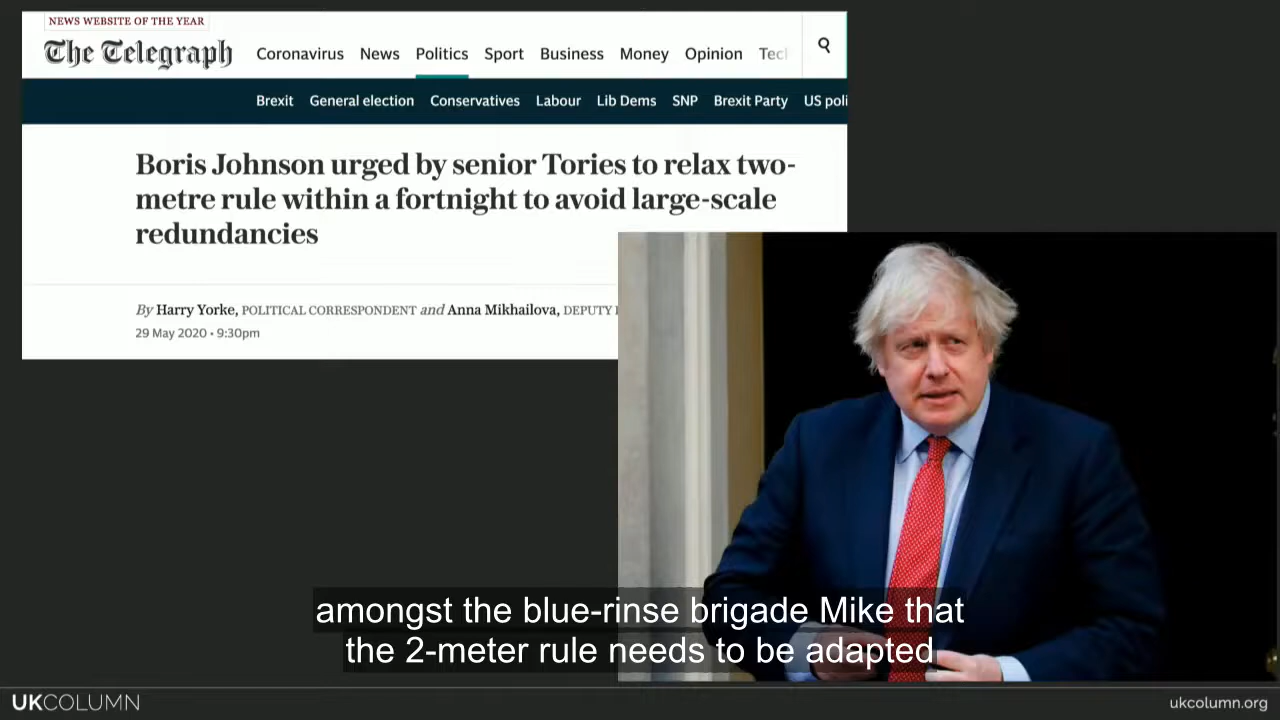 NEWS WEBSITE OF THE YEAR
The Telegraph
Coronavirus News Politics Sport Business Money Opinion
Brexit General election Conservatives Labour Lib Dems SNP Brexit Party US
Boris Johnson urged by senior Tories to relax two-
metre rule within a fortnight to avoid large-scale
redundancies
By Harry Yorke, POLITICAL CORRESPONDENT and Anna Mikhailova, DEPUTY
29 May 2020 • 9:30pm
amongst the blue-rinse brigade Mike that
the 2-meter rule needs to be adapted
UKCOLUMN
ukcolumn.org